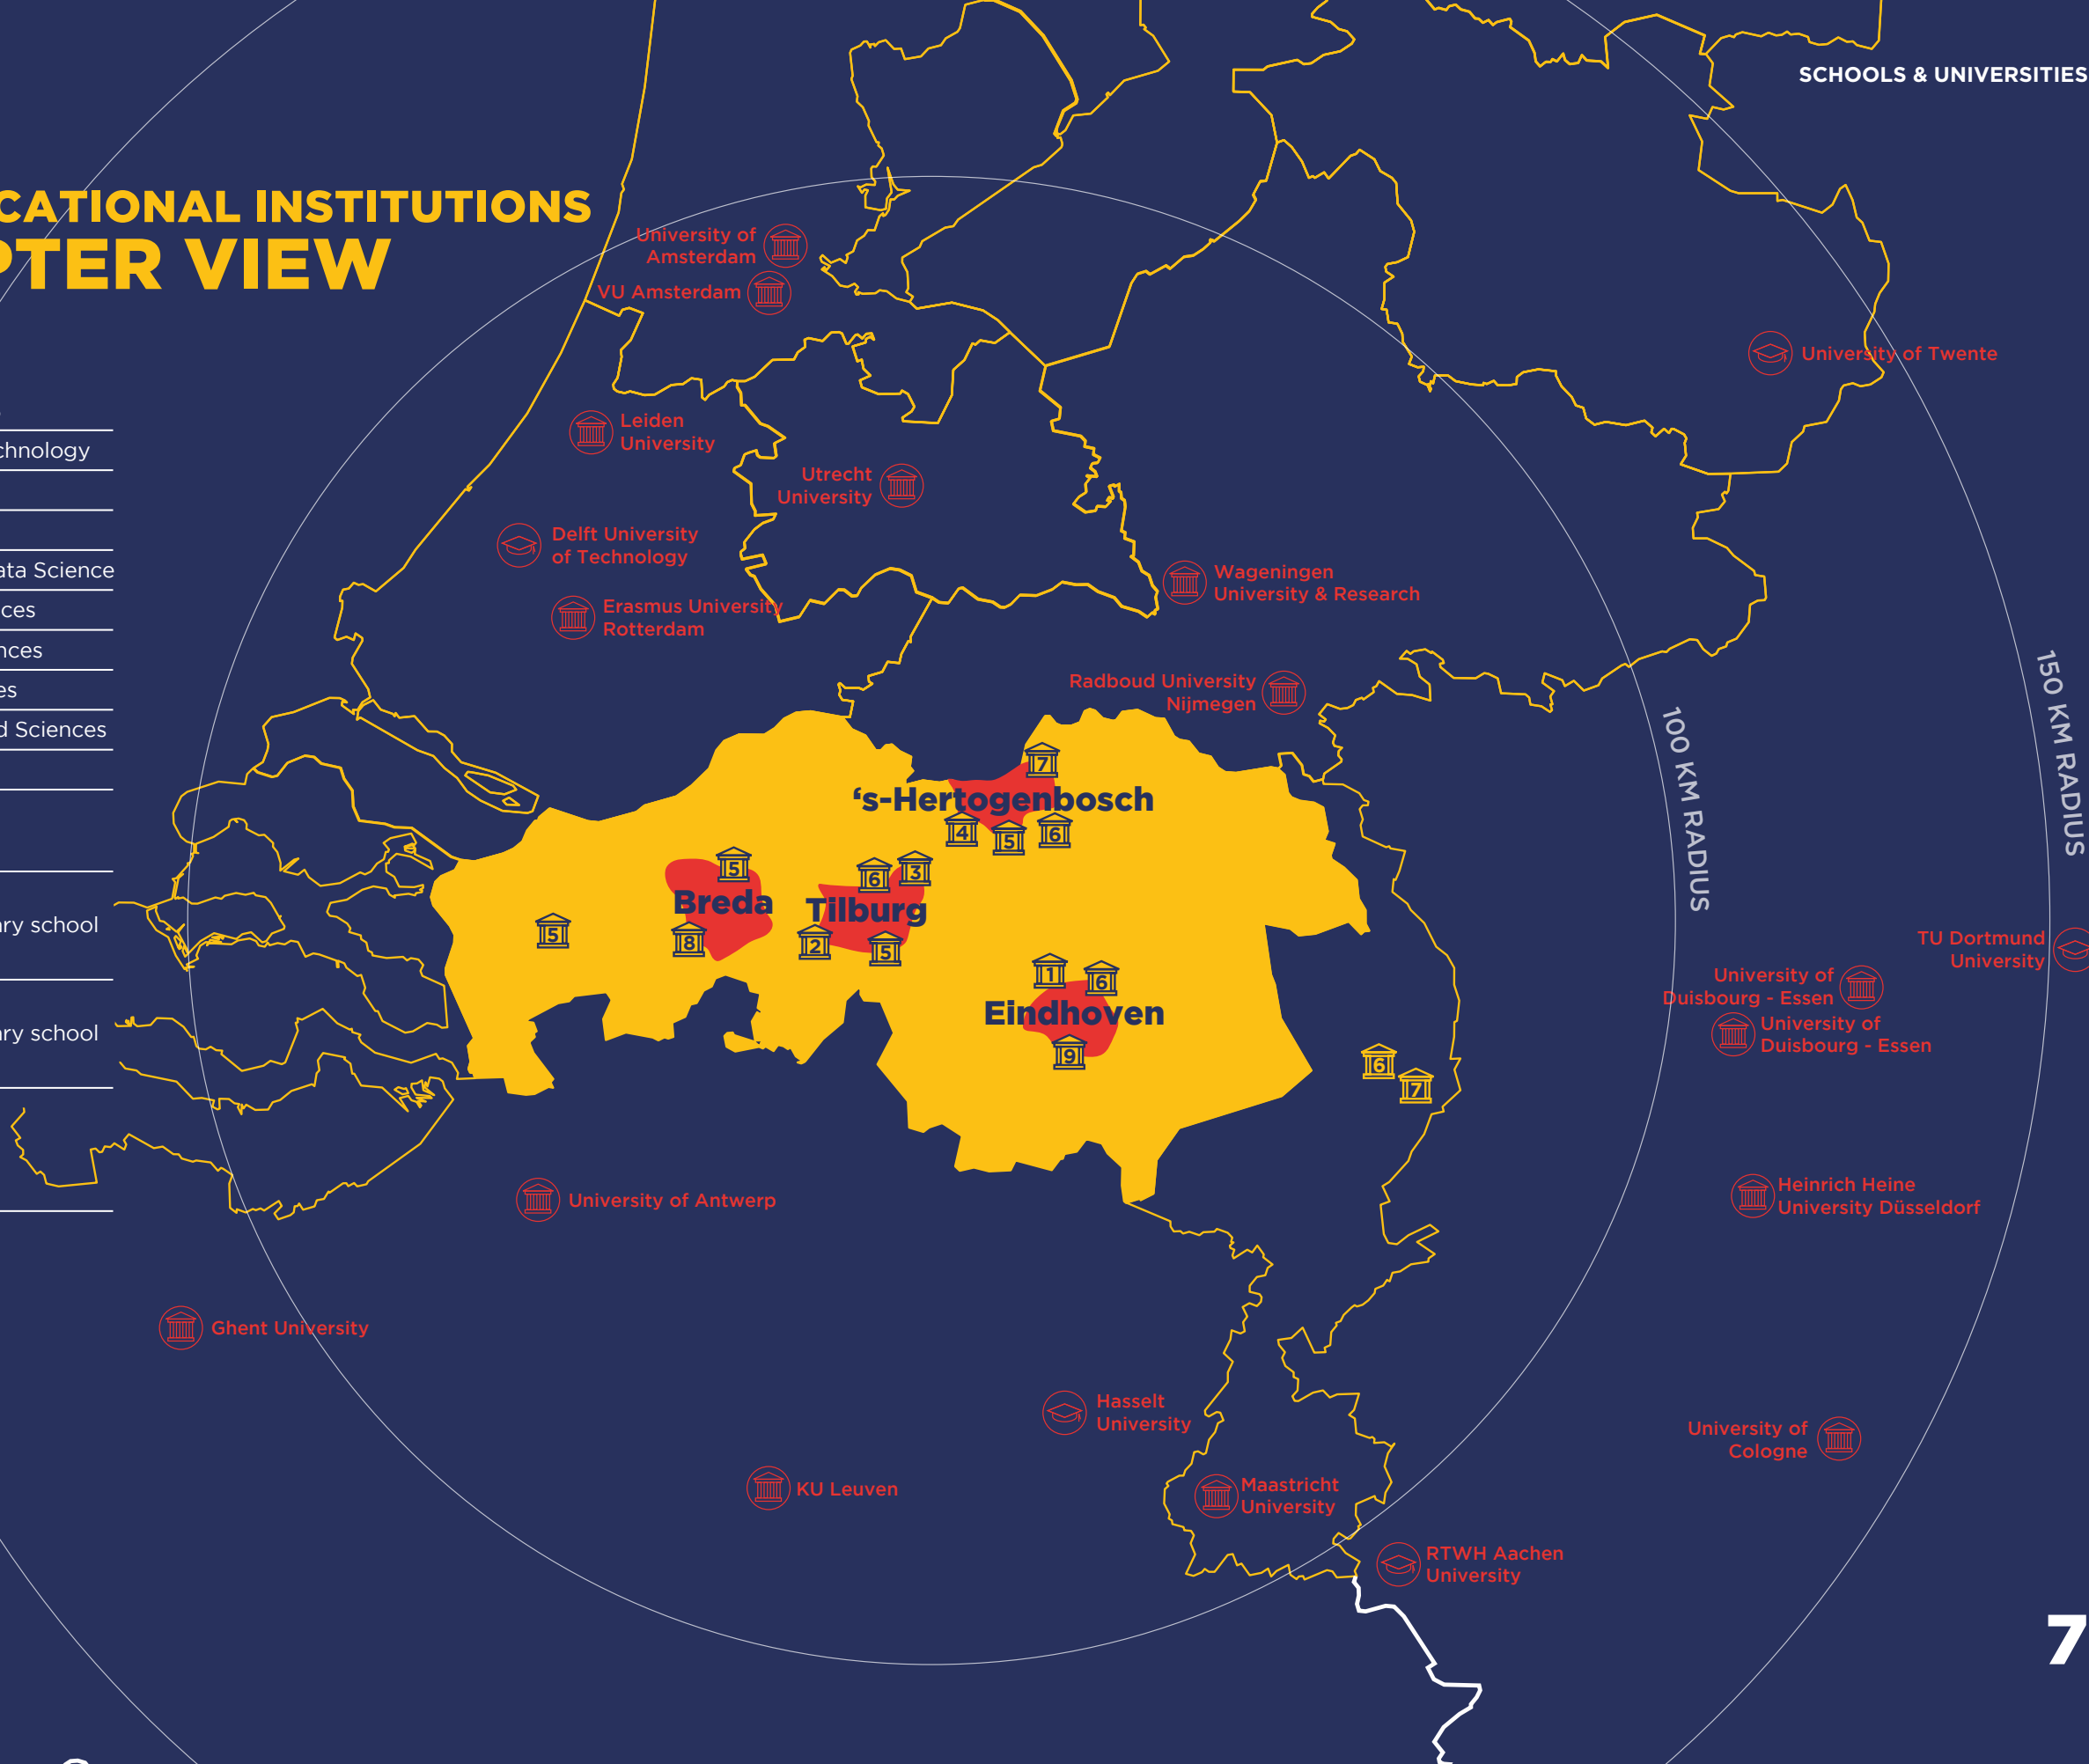 SCHOOLS & UNIVERSITIES
CATIONAL INSTITUTIONS
PTER VIEW
chnology
ata Science
ces
nces
es
d Sciences
ary school
ary school
University of
Amsterdam
VU Amsterdam
University of Twente
Leiden
University
Utrecht
University
Delft University
of Technology
Wageningen
University & Research
Erasmus University
Rotterdam
Radboud University
Nijmegen
150 KM RADIUS
100 KM RADIUS
7
‘s-Hertogenbosch
4
5
6
5
Breda
8
5
6
3
Tilburg
2
5
1
6
Eindhoven
9
6
7
TU Dortmund
University
University of
Duisbourg - Essen
University of
Duisbourg - Essen
Heinrich Heine
University Düsseldorf
University of Antwerp
Ghent University
Hasselt
University
University of
Cologne
KU Leuven
Maastricht
University
RTWH Aachen
University
7